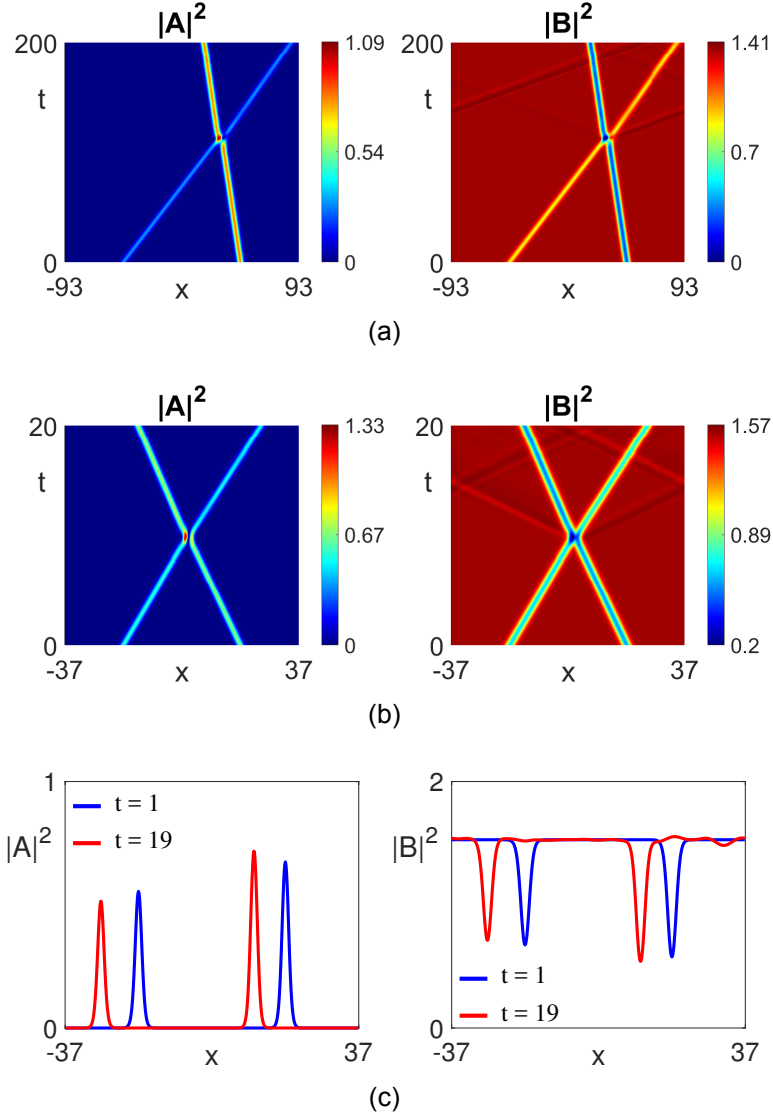 |A|²
|B|²
200
t
0
-93
x
93
1.09
0.54
0
200
t
0
-93
x
93
1.41
0.7
0
(a)
|A|²
|B|²
20
t
0
-37
x
37
1.33
0.67
0
20
t
0
-37
x
37
1.57
0.89
0.2
(b)
1
t = 1
t = 19
|A|²
0
-37
x
37
2
|B|²
t = 1
t = 19
0
-37
x
37
(c)